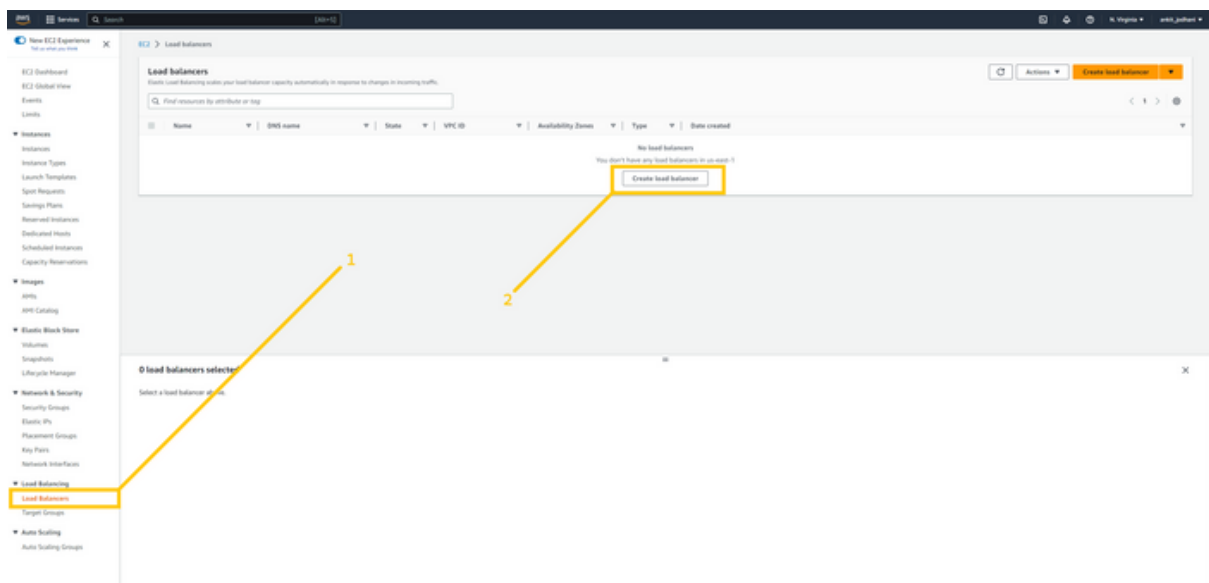 aws Services Search [Alt+S] N. Virginia ankit_jodhani
New EC2 Experience
Tell us what you think
EC2 Dashboard
EC2 Global View
Events
Limits
Instances
Instances
Instance Types
Launch Templates
Spot Requests
Savings Plans
Reserved Instances
Dedicated Hosts
Scheduled Instances
Capacity Reservations
Images
AMIs
AMI Catalog
Elastic Block Store
Volumes
Snapshots
Lifecycle Manager
Network & Security
Security Groups
Elastic IPs
Placement Groups
Key Pairs
Network Interfaces
Load Balancing
Load Balancers
Target Groups
Auto Scaling
Auto Scaling Groups
EC2 > Load balancers
Load balancers
Elastic Load Balancing scales your load balancer capacity automatically in response to changes in incoming traffic.
Actions Create load balancer
Find resources by attribute or tag
1
Name DNS name State VPC ID Availability Zones Type Date created
No load balancers
You don't have any load balancers in us-east-1
Create load balancer
1
2
0 load balancers selected
Select a load balancer above.